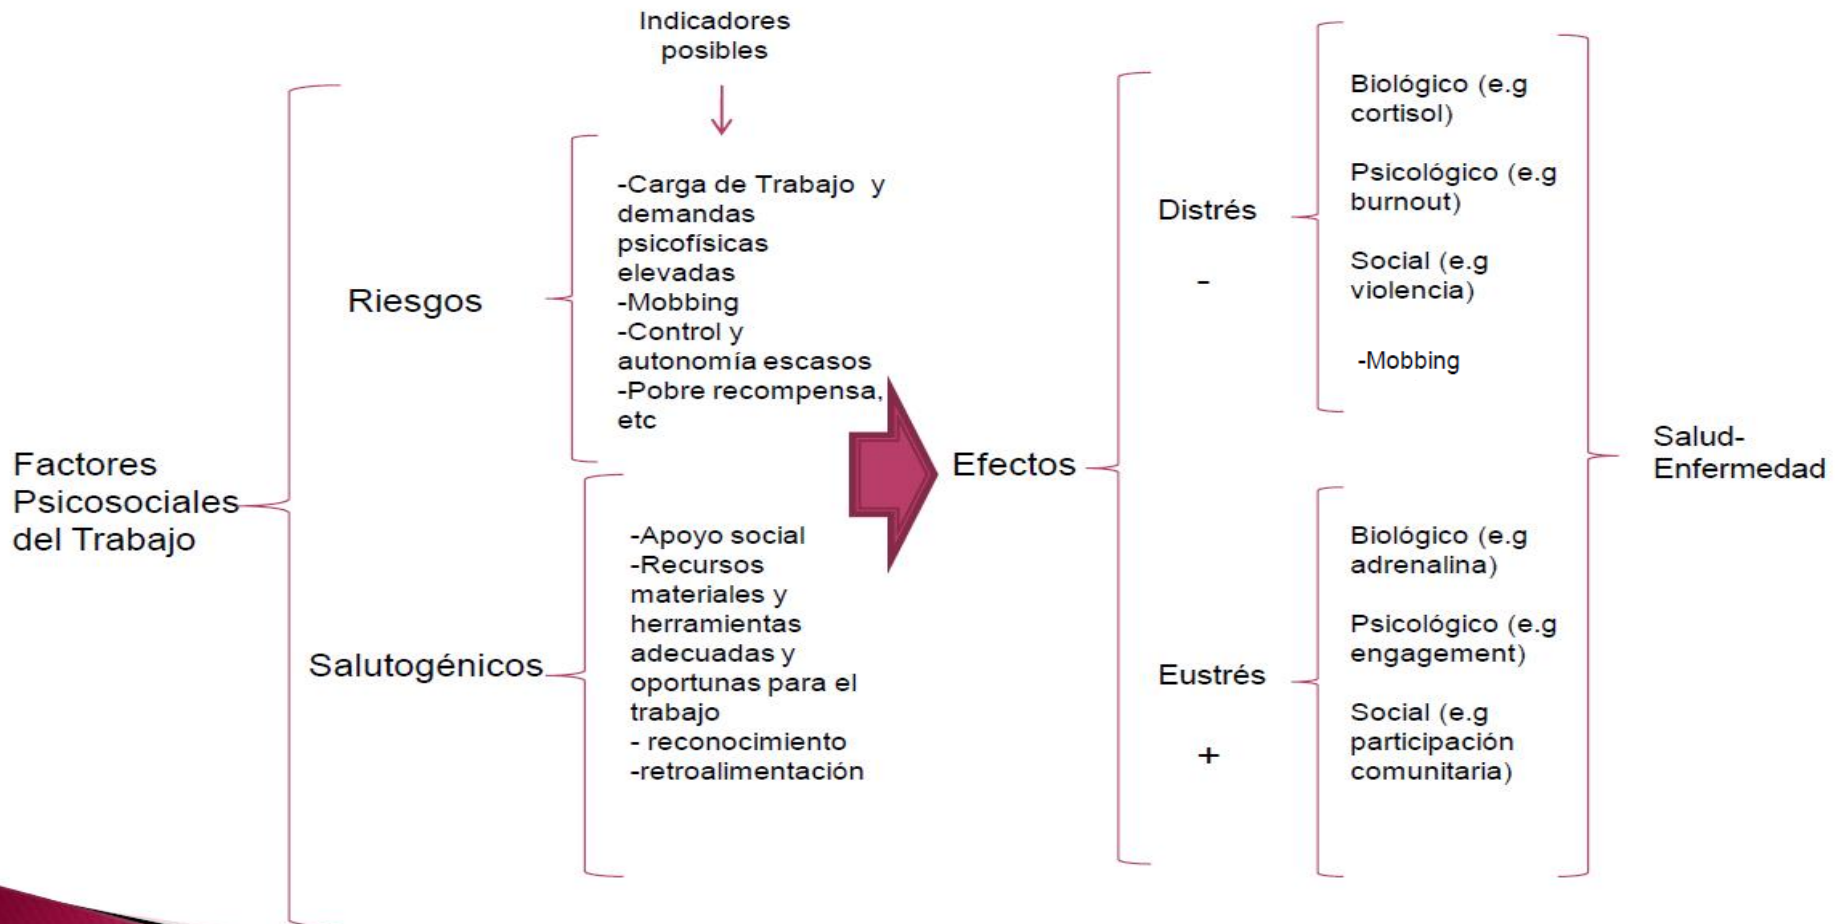 Indicadores
posibles
Factores
Psicosociales
del Trabajo
Riesgos
-Carga de Trabajo y
demandas
psicofísicas
elevadas
-Mobbing
-Control y
autonomía escasos
-Pobre recompensa,
etc
Salutogénicos
-Apoyo social
-Recursos
materiales y
herramientas
adecuadas y
oportunas para el
trabajo
- reconocimiento
-retroalimentación
Efectos
Distrés
-
Biológico (e.g
cortisol)
Psicológico (e.g
burnout)
Social (e.g
violencia)
-Mobbing
Eustrés
+
Biológico (e.g
adrenalina)
Psicológico (e.g
engagement)
Social (e.g
participación
comunitaria)
Salud-
Enfermedad